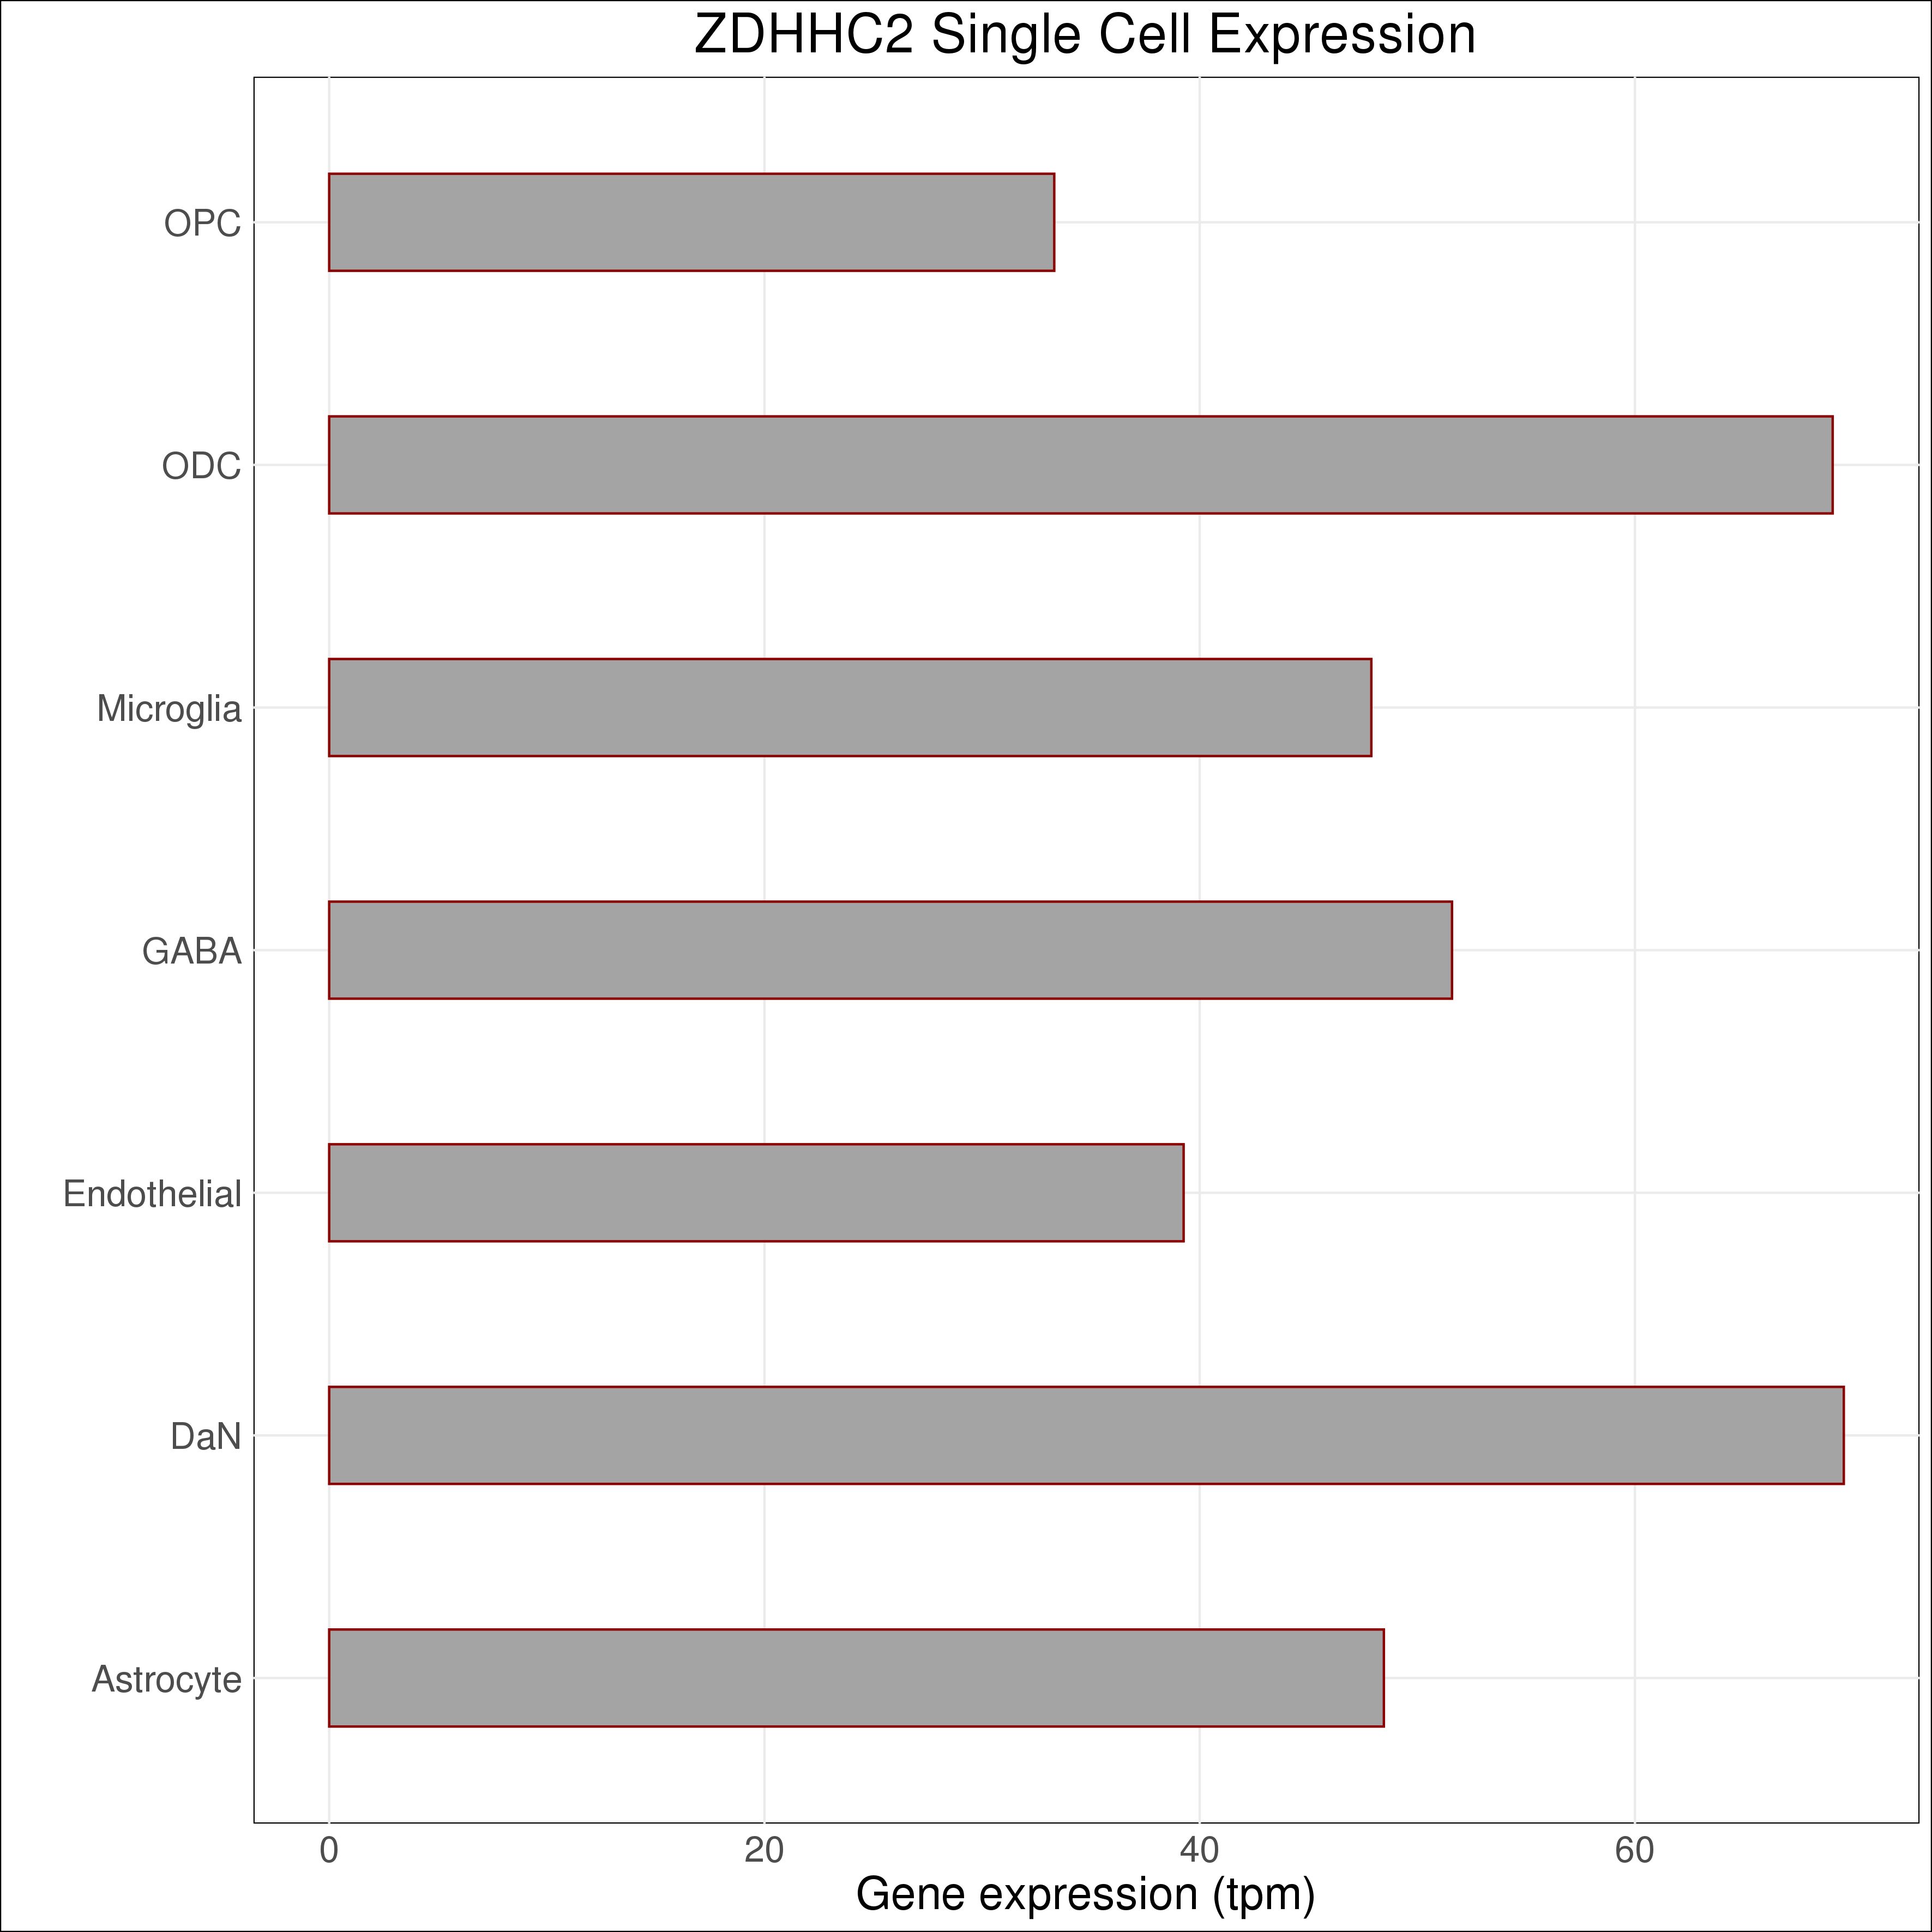 ZDHHC2 Single Cell Expression
OPC
ODC
Microglia
GABA
Endothelial
DaN
Astrocyte
0 20 40 60
Gene expression (tpm)